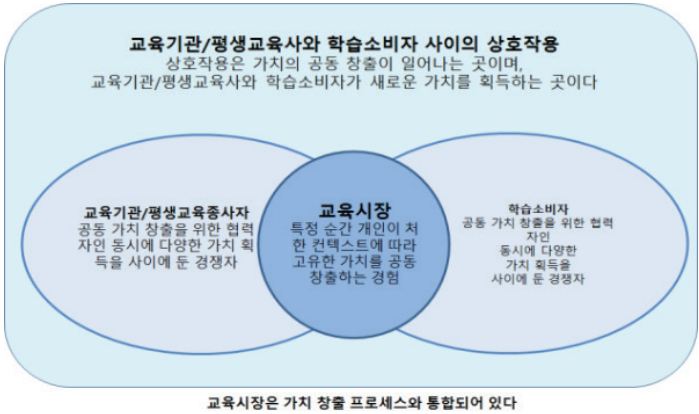 교육기관/평생교육사와 학습소비자 사이의 상호작용
상호작용은 가치의 공동 창출이 일어나는 곳이며,
교육기관/평생교육사와 학습소비자가 새로운 가치를 획득하는 곳이다
교육기관/평생교육종사자
공동 가치 창출을 위한 협력
자인 동시에 다양한 가치 획
득을 사이에 둔 경쟁자
교육시장
특정 순간 개인이 처
한 컨텍스트에 따라
고유한 가치를 공동
창출하는 경험
학습소비자
공동 가치 창출을 위한 협력
자인
동시에 다양한
가치 획득을
사이에 둔 경쟁자
교육시장은 가치 창출 프로세스와 통합되어 있다